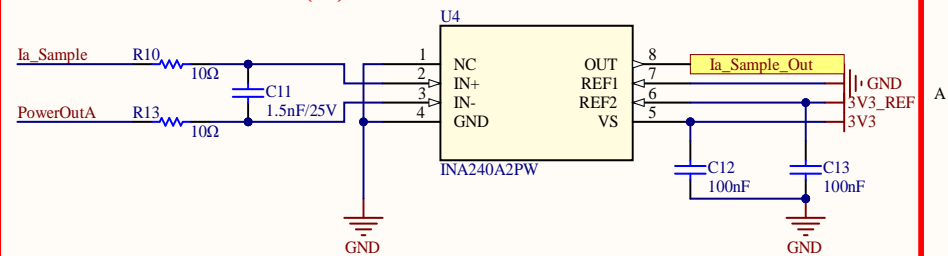 U4
Ia_Sample
R10
10Ω
C11
1.5nF/25V
PowerOutA
R13
10Ω
1
2
3
4
NC
IN+
IN-
GND
OUT
REF1
REF2
VS
8
7
6
5
INA240A2PW
Ia_Sample_Out
GND
3V3_REF
3V3
A
C12
100nF
C13
100nF
GND
GND